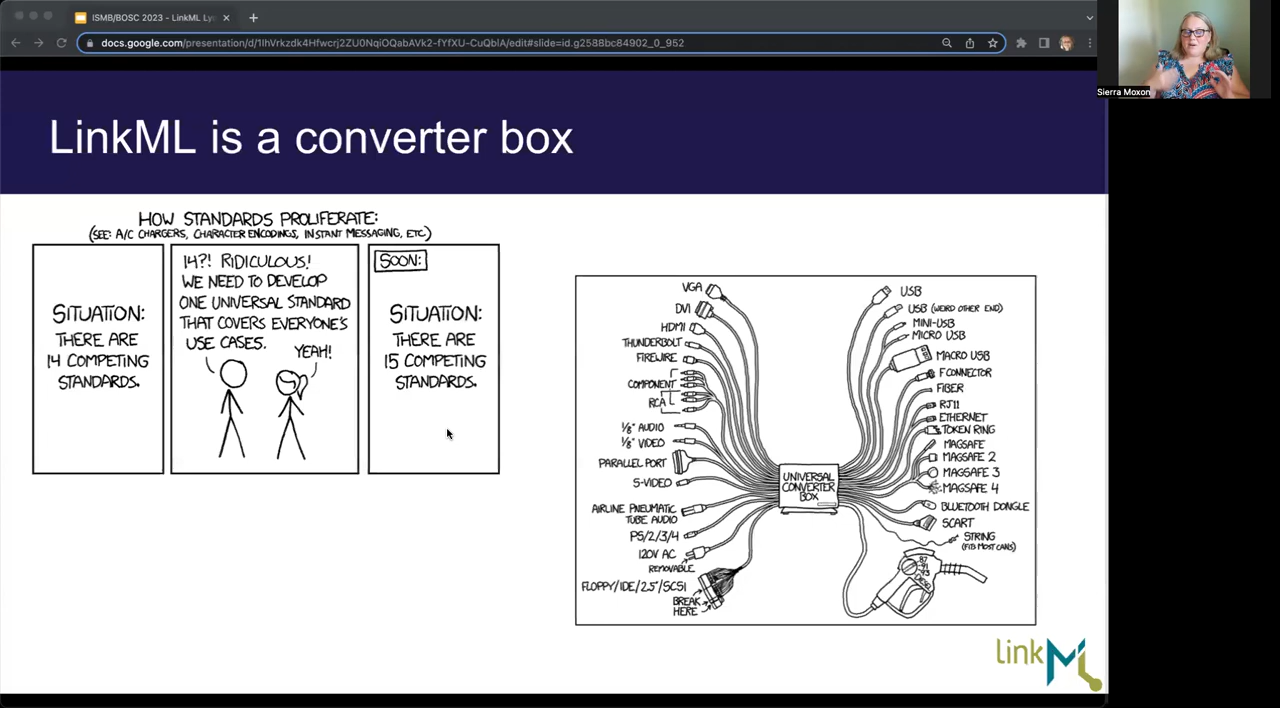 ISMB/BOSC 2023 - LinkML Ly
docs.google.com/presentation/d/1IhVrkzdk4Hfwcrj2ZU0NqiOQabAVk2-fYfXU-CuQblA/edit#slide=id.g2588bc84902_0_952
Sierra Moxon
LinkML is a converter box
HOW STANDARDS PROLIFERATE:
(SEE: A/C CHARGERS, CHARACTER ENCODINGS, INSTANT MESSAGING, ETC.)
SITUATION:
THERE ARE
14 COMPETING
STANDARDS.
14?! RIDICULOUS!
WE NEED TO DEVELOP
ONE UNIVERSAL STANDARD
THAT COVERS EVERYONE'S
USE CASES.
YEAH!
SOON:
SITUATION:
THERE ARE
15 COMPETING
STANDARDS.
VGA
DVI
HDMI
THUNDERBOLT
FIREWIRE
COMPONENT
RCA
1/8" AUDIO
1/8" VIDEO
PARALLEL PORT
S-VIDEO
AIRLINE PNEUMATIC
TUBE AUDIO
PS/2/3/4
120V AC
REMOVABLE
FLOPPY/IDE/2.5"/SCSI
BREAK
HERE
UNIVERSAL
CONVERTER
BOX
USB
USB (WEIRD OTHER END)
MINI-USB
MICRO USB
MACRO USB
F CONNECTOR
FIBER
RJ11
ETHERNET
TOKEN RING
MAGSAFE
MAGSAFE 2
MAGSAFE 3
MAGSAFE 4
BLUETOOTH DONGLE
SCART
STRING
(FITS MOST CANS)
87
91
93
DIESEL
LinkML